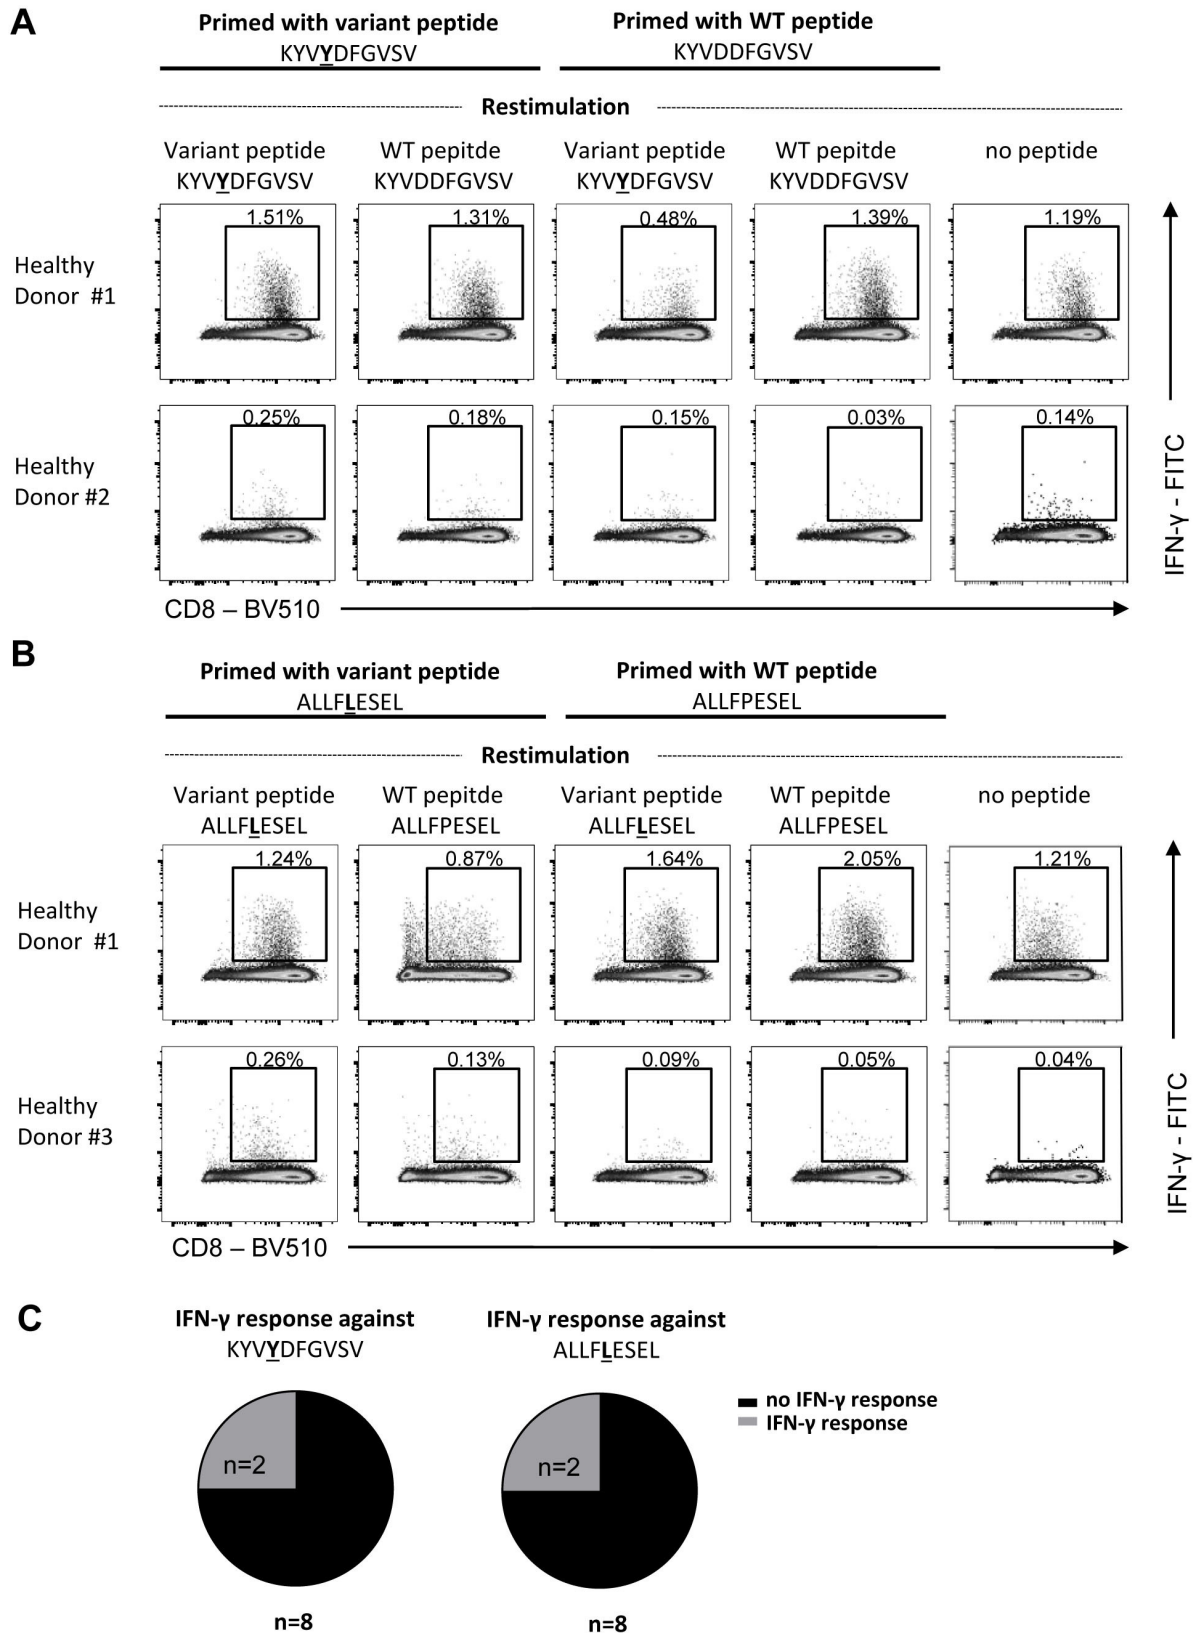 A
Primed with variant peptide
KYVYDFGVSV
Primed with WT peptide
KYVDDFGVSV
Restimulation
Variant peptide
KYVYDFGVSV
WT pepitde
KYVDDFGVSV
Variant peptide
KYVYDFGVSV
WT pepitde
KYVDDFGVSV
no peptide
Healthy
Donor #1
1.51%
1.31%
0.48%
1.39%
1.19%
Healthy
Donor #2
0.25%
0.18%
0.15%
0.03%
0.14%
IFN-γ - FITC
CD8 – BV510
B
Primed with variant peptide
ALLFLESEL
Primed with WT peptide
ALLFPESEL
Restimulation
Variant peptide
ALLFLESEL
WT pepitde
ALLFPESEL
Variant peptide
ALLFLESEL
WT pepitde
ALLFPESEL
no peptide
Healthy
Donor #1
1.24%
0.87%
1.64%
2.05%
1.21%
Healthy
Donor #3
0.26%
0.13%
0.09%
0.05%
0.04%
IFN-γ - FITC
CD8 – BV510
C
IFN-γ response against
KYVYDFGVSV
IFN-γ response against
ALLFLESEL
no IFN-γ response
IFN-γ response
n=2
n=2
n=8
n=8